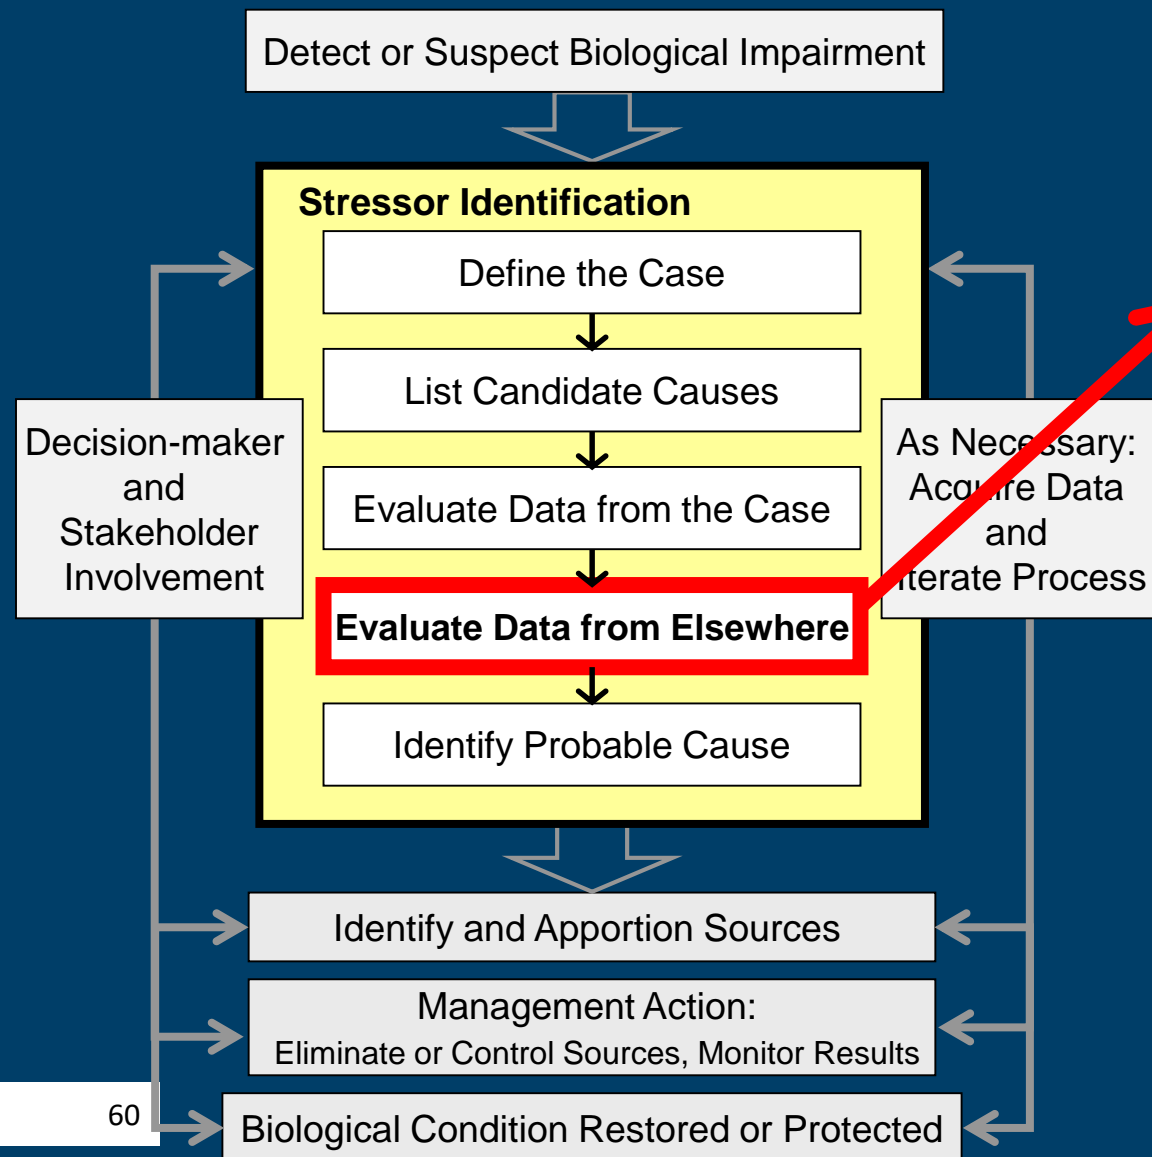 Detect or Suspect Biological Impairment
Stressor Identification
Define the Case
List Candidate Causes
Evaluate Data from the Case
Evaluate Data from Elsewhere
Identify Probable Cause
Decision-maker
and
Stakeholder
Involvement
As Necessary:
Acquire Data
and
Iterate Process
Identify and Apportion Sources
Management Action:
Eliminate or Control Sources, Monitor Results
Biological Condition Restored or Protected
60